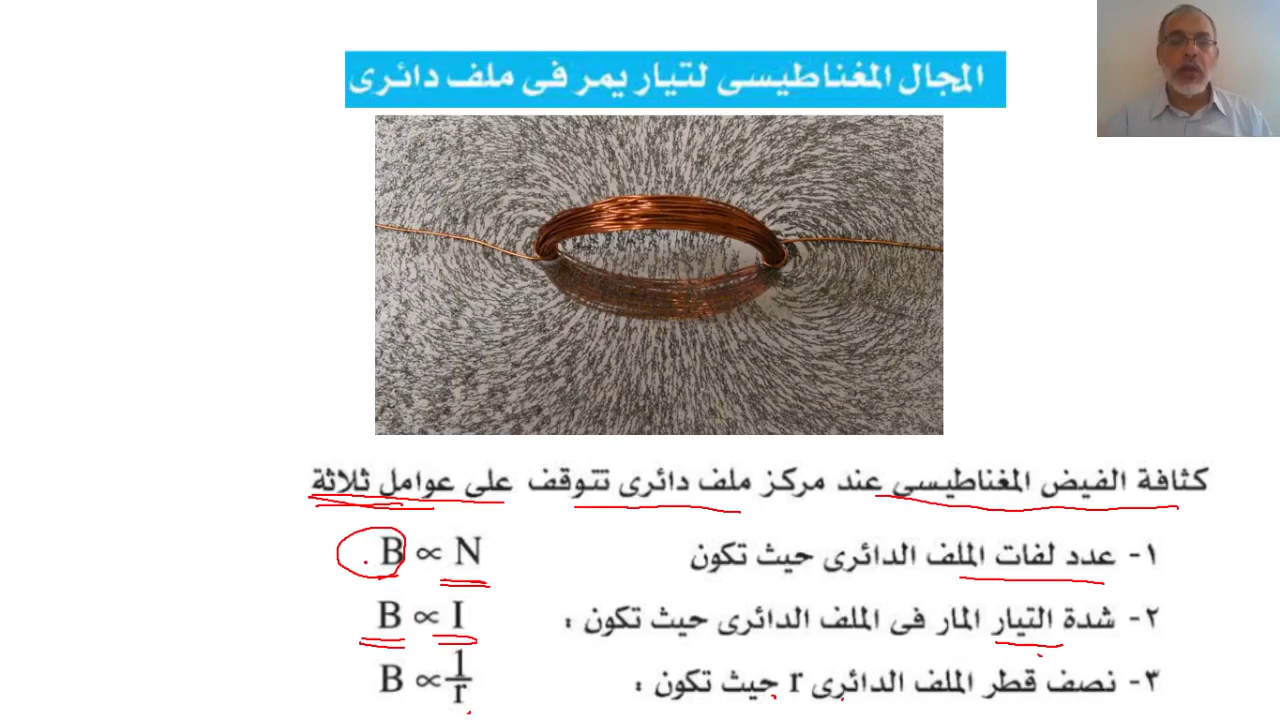 المجال المغناطيسى لتيار يمر فى ملف دائرى
كثافة الفيض المغناطيسى عند مركز ملف دائرى تتوقف على عوامل ثلاثة
١- عدد لفات الملف الدائرى حيث تكون B ∝ N
٢- شدة التيار المار فى الملف الدائرى حيث تكون : B ∝ I
٣- نصف قطر الملف الدائرى r حيث تكون : B ∝ 1/r